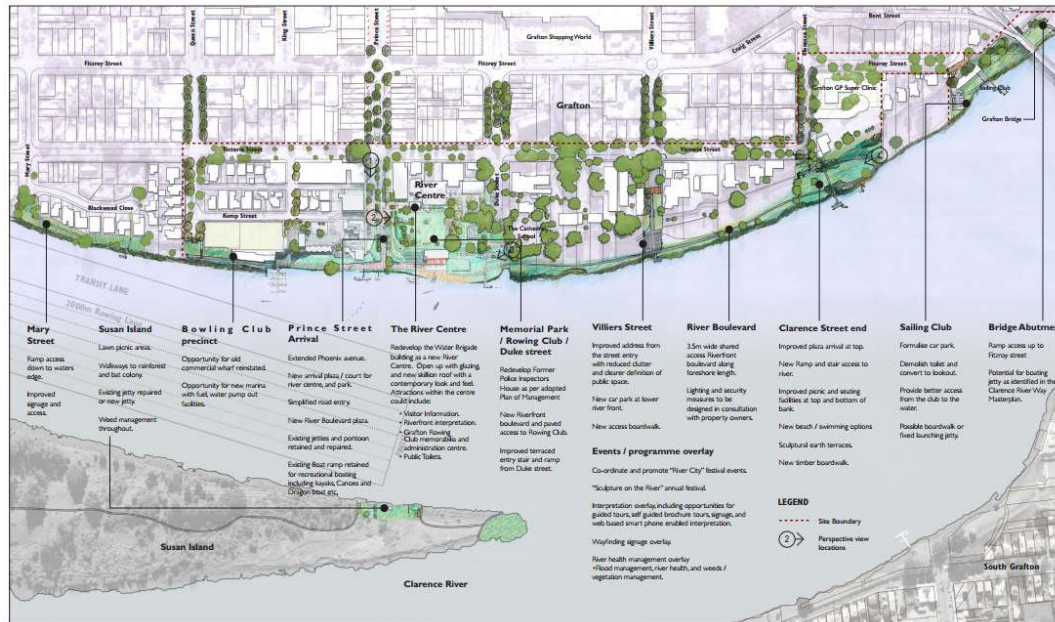 Bent Street
Queen Street
King Street
Prince Street
Grafton Shopping World
Villiers Street
Craig Street
Clarence Street
Fitzroy Street
Fitzroy Street
Fitzroy Street
Grafton GP Super Clinic
Sailing Club
Grafton
Grafton Bridge
Mary Street
Victoria Street
Victoria Street
River
Centre
Duke Street
Blackwood Close
Kemp Street
2
The Cathedral
School
TRANSIT LANE
2000m Rowing Lane
Mary
Street
Ramp access
down to waters
edge.
Improved
signage and
access.
Susan Island
Lawn picnic areas.
Walkways to rainforest
and bat colony.
Existing jetty repaired
or new jetty.
Weed management
throughout.
Bowling Club
precinct
Opportunity for old
commercial wharf reinstated.
Opportunity for new marina
with fuel, water pump out
facilities.
Prince Street
Arrival
Extended Phoenix avenue.
New arrival plaza / court for
river centre, and park.
Simplified road entry.
New River Boulevard plaza.
Existing jetties and pontoon
retained and repaired.
Existing Boat ramp retained
for recreational boating
including kayaks, Canoes and
Dragon boat etc.
The River Centre
Redevelop the Water Brigade
building as a new River
Centre. Open up with glazing,
and new skillion roof with a
contemporary look and feel.
Attractions within the centre
could include:
• Visitor Information.
• Riverfront interpretation.
• Grafton Rowing
Club memorabilia and
administration centre.
• Public Toilets.
Memorial Park
/ Rowing Club /
Duke street
Redevelop Former
Police Inspectors
House as per adopted
Plan of Management
New Riverfront
boulevard and paved
access to Rowing Club.
Improved terraced
entry stair and ramp
from Duke street.
Villiers Street
Improved address from
the street entry
with reduced clutter
and clearer definition of
public space.
New car park at lower
river front.
New access boardwalk.
River Boulevard
3.5m wide shared
access Riverfront
boulevard along
foreshore length.
Lighting and security
measures to be
designed in consultation
with property owners.
Clarence Street end
Improved plaza arrival at top.
New Ramp and stair access to
river.
Improved picnic and seating
facilities at top and bottom of
bank.
New beach / swimming options
Sculptural earth terraces.
New timber boardwalk.
Sailing Club
Formalise car park.
Demolish toilet and
convert to lookout.
Provide better access
from the club to the
water.
Possible boardwalk or
fixed launching jetty.
Bridge Abutme
Ramp access up to
Fitzroy street
Potential for boating
jetty as identified in the
Clarence River Way
Masterplan.
Events / programme overlay
Co-ordinate and promote "River City" festival events.
"Sculpture on the River" annual festival.
Interpretation overlay, including opportunities for
guided tours, self guided brochure tours, signage, and
web based smart phone enabled interpretation.
Wayfinding signage overlay.
River health management overlay
•Flood management, river health, and weeds /
vegetation management.
LEGEND
Site Boundary
2
Perspective view
locations
Susan Island
Clarence River
South Grafton